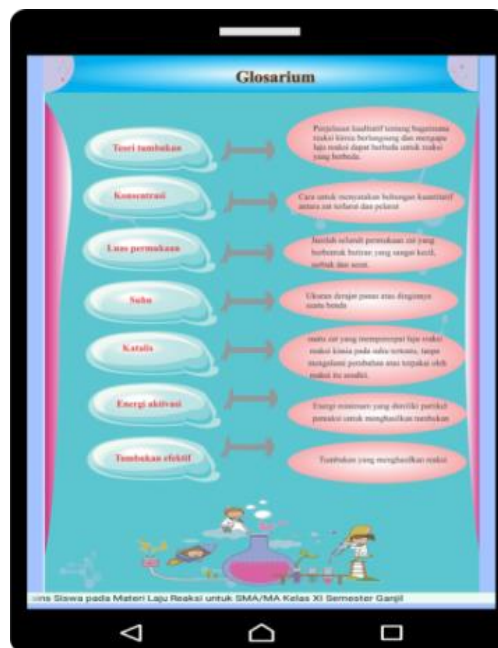 Glosarium
Teori tumbukan
Penjelasan kualitatif tentang bagaimana
reaksi kimia berlangsung dan mengapa
laju reaksi dapat berbeda untuk reaksi
yang berbeda.
Konsentrasi
Cara untuk menyatakan hubungan kuantitatif
antara zat terlarut dan pelarut
Luas permukaan
Jumlah seluruh permukaan zat yang
berbentuk butiran yang sangat kecil,
serbuk dan serat.
Suhu
Ukuran derajat panas atau dinginnya
suatu benda
Katalis
suatu zat yang mempercepat laju reaksi
reaksi kimia pada suhu tertentu, tanpa
mengalami perubahan atau terpakai oleh
reaksi itu sendiri.
Energi aktivasi
Energi minimum yang dimiliki partikel
pereaksi untuk menghasilkan tumbukan
Tumbukan efektif
Tumbukan yang menghasilkan reaksi
Siswa pada Materi Laju Reaksi untuk SMA/MA Kelas XI Semester Ganjil